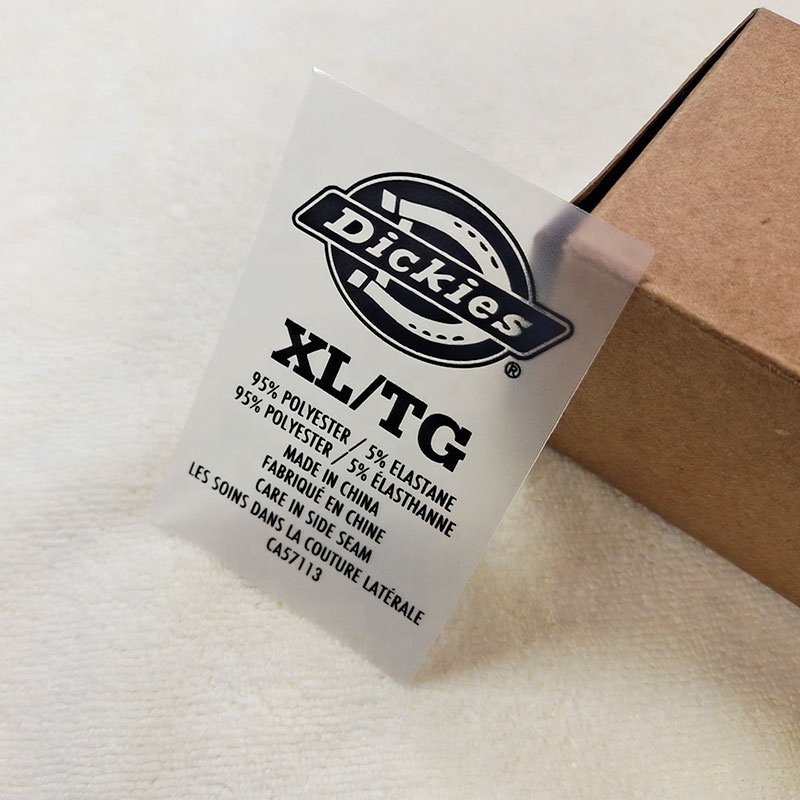 Dickies
®
XL/TG
95% POLYESTER / 5% ELASTANE
95% POLYESTER / 5% ÉLASTHANNE
MADE IN CHINA
FABRIQUÉ EN CHINE
CARE IN SIDE SEAM
LES SOINS DANS LA COUTURE LATÉRALE
CA57113